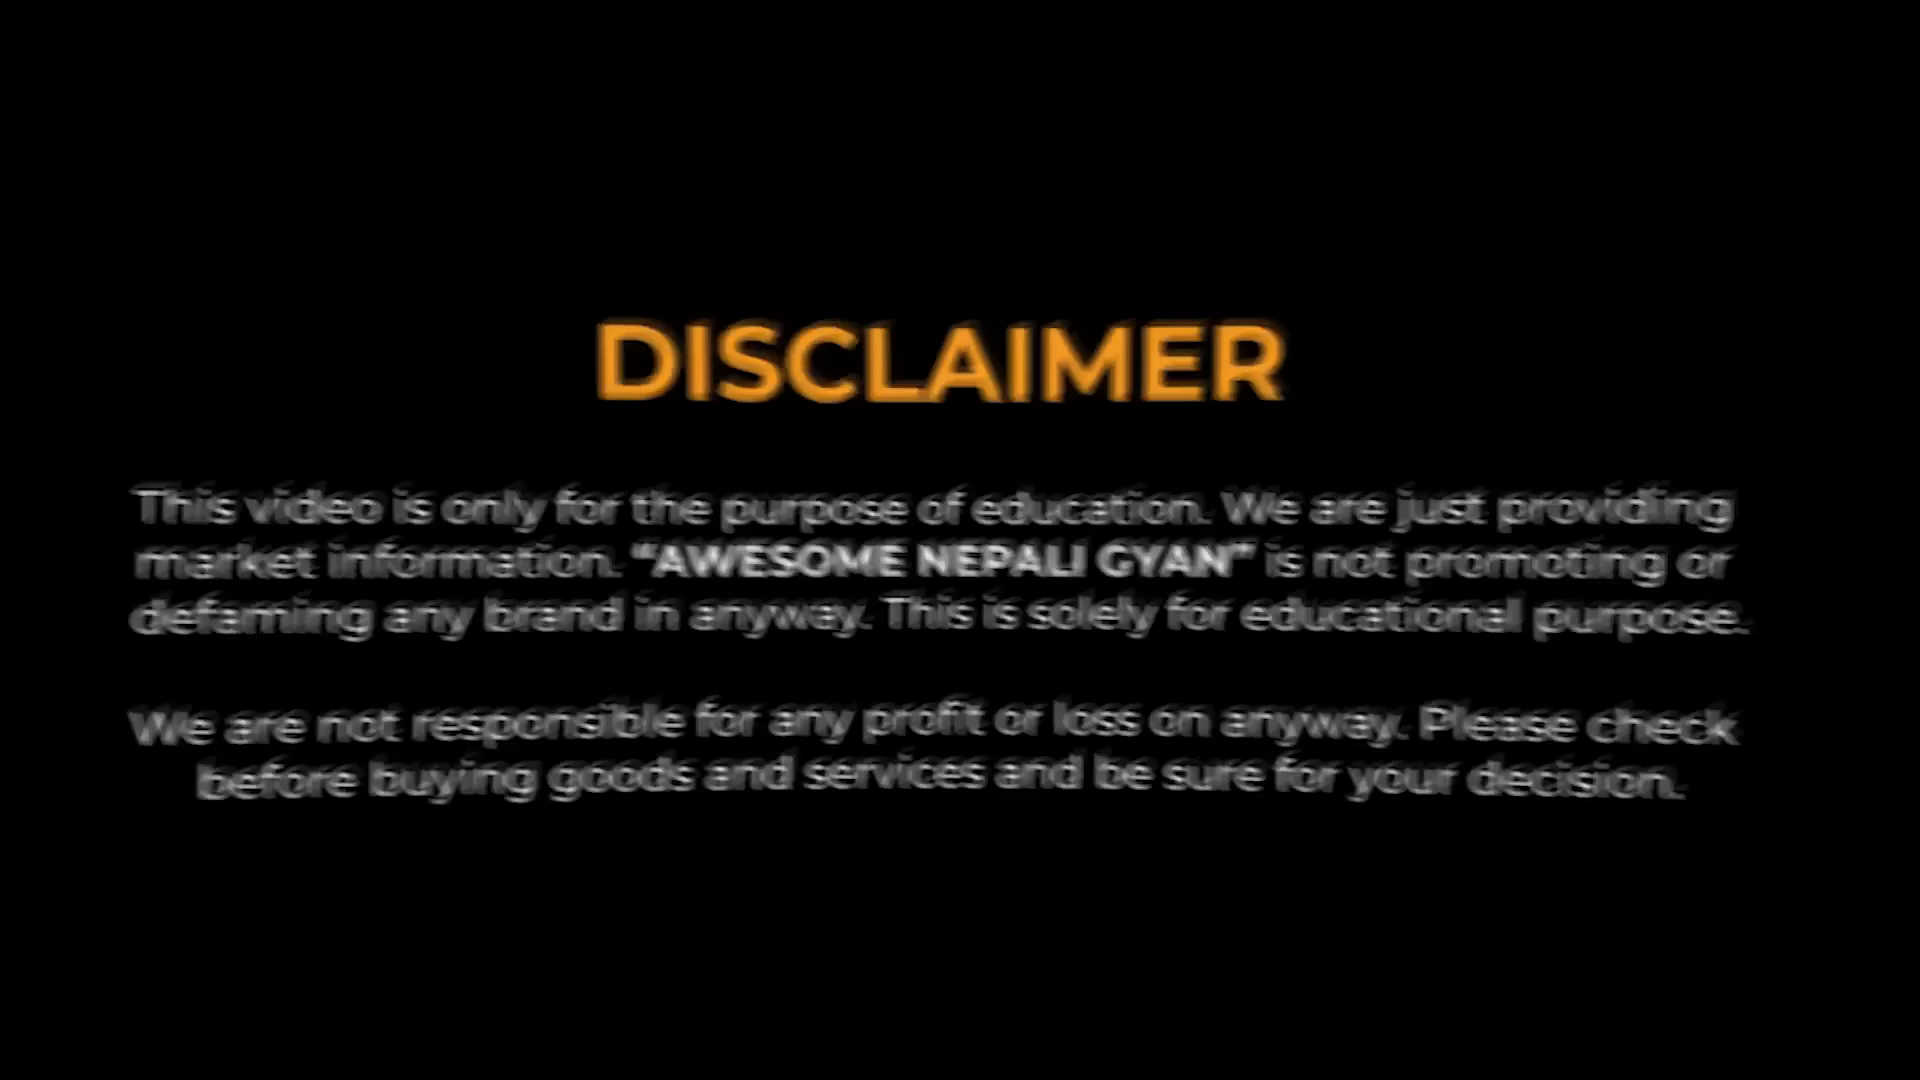 DISCLAIMER
This video is only for the purpose of education. We are just providing
market information. “AWESOME NEPALI GYAN” is not promoting or
defaming any brand in anyway. This is solely for educational purpose.
We are not responsible for any profit or loss on anyway. Please check
before buying goods and services and be sure for your decision.